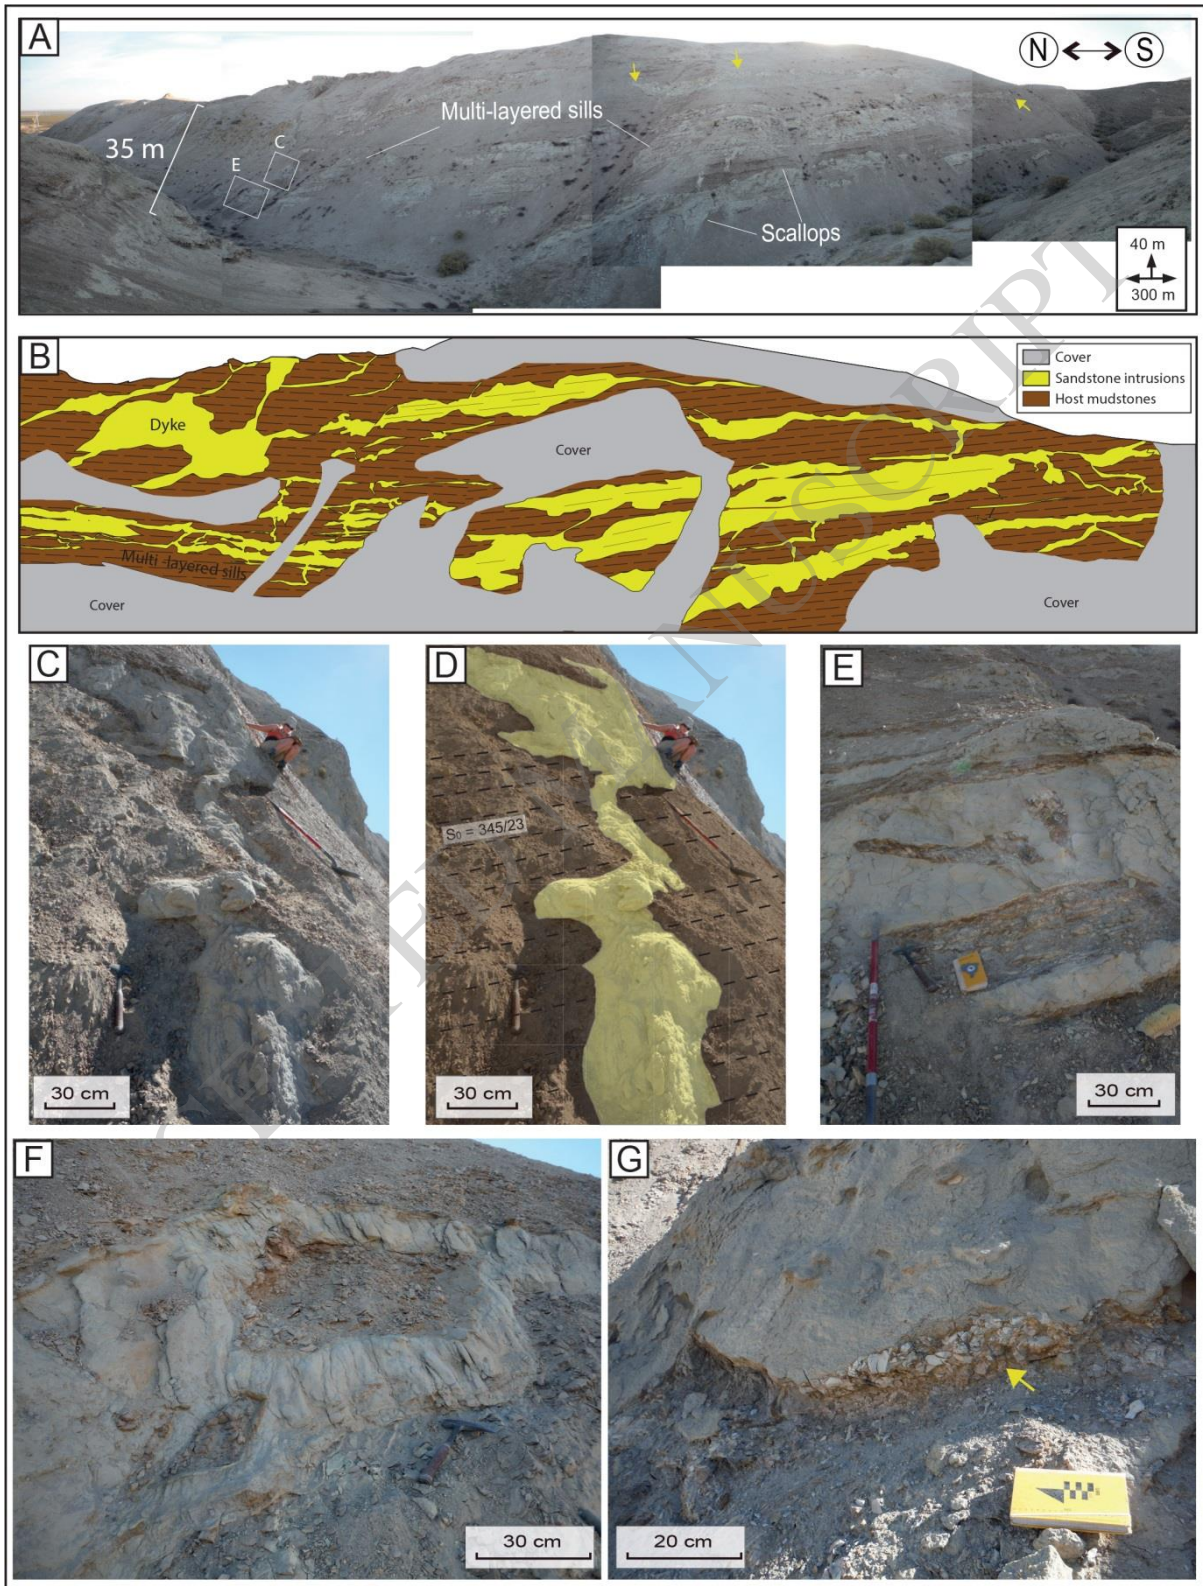 A
N
S
Multi-layered sills
35 m
C
E
Scallops
40 m
300 m
B
Cover
Sandstone intrusions
Host mudstones
Dyke
Cover
Multi-layered sills
Cover
Cover
C
30 cm
D
S₀ = 345/23
30 cm
E
30 cm
F
30 cm
G
20 cm